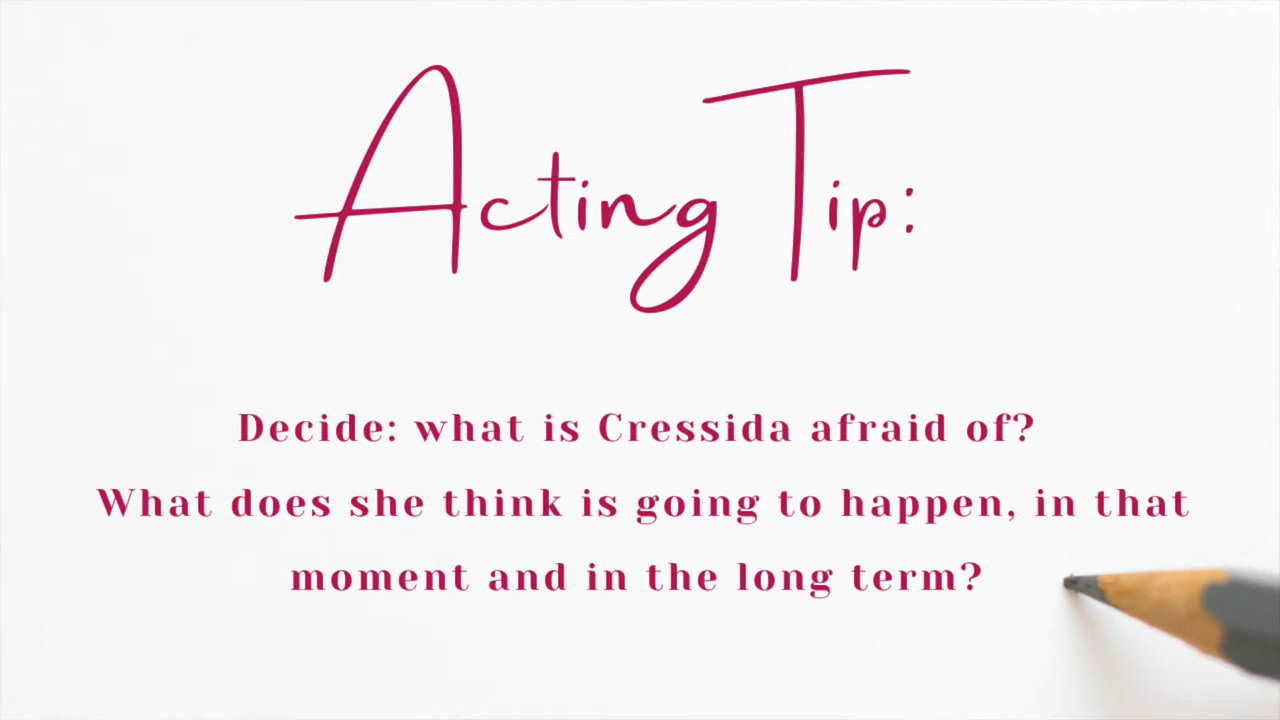 Acting Tip:
Decide: what is Cressida afraid of?
What does she think is going to happen, in that
moment and in the long term?